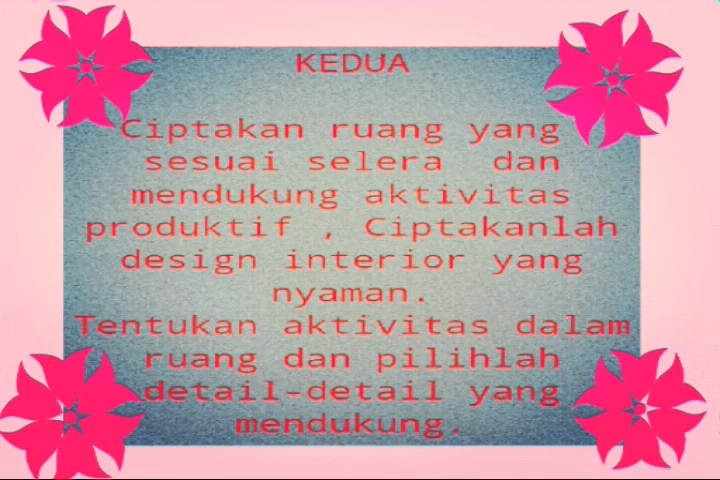 KEDUA
Ciptakan ruang yang
sesuai selera dan
mendukung aktivitas
produktif , Ciptakanlah
design interior yang
nyaman.
Tentukan aktivitas dalam
ruang dan pilihlah
detail-detail yang
mendukung.